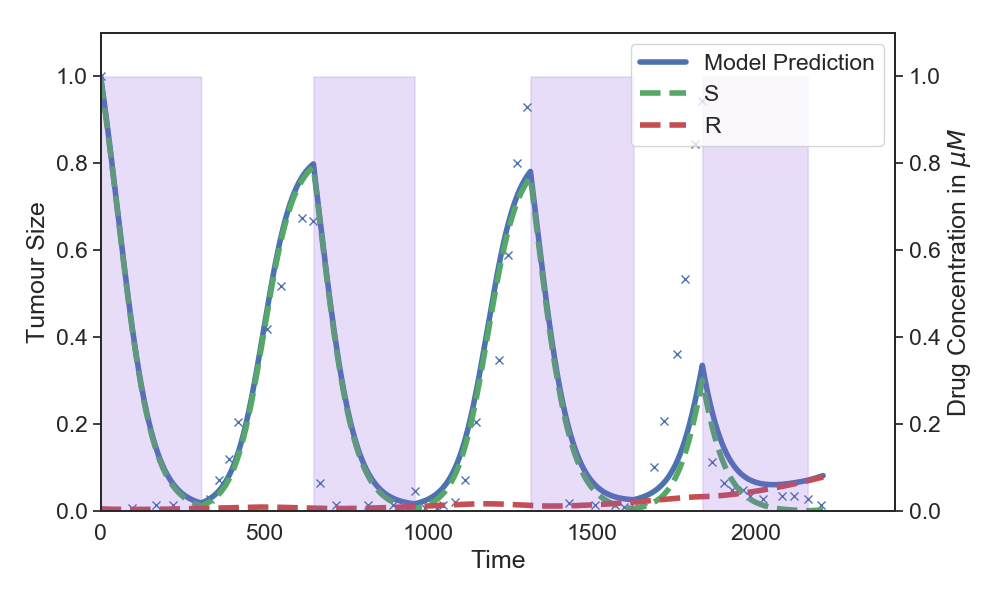 Model Prediction
S
R
1.0
0.8
0.6
0.4
0.2
0.0
Tumour Size
1.0
0.8
0.6
0.4
0.2
0.0
Drug Concentration in μM
0
500
1000
1500
2000
Time